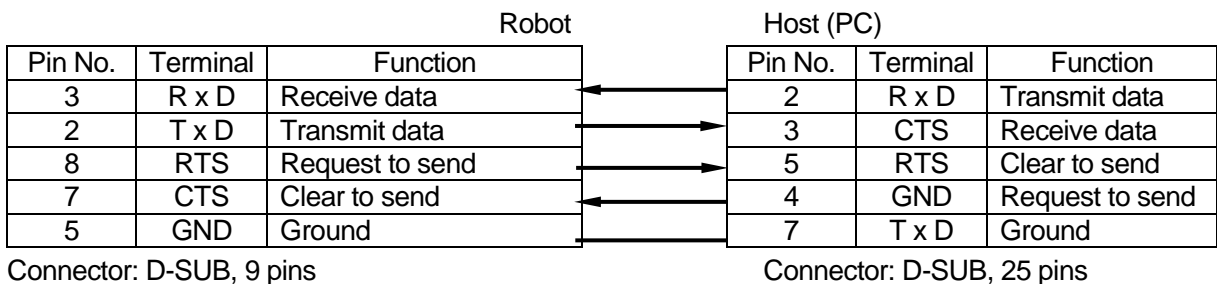 Robot Host (PC)
Pin No. Terminal Function Pin No. Terminal Function
3 R x D Receive data 2 R x D Transmit data
2 T x D Transmit data 3 CTS Receive data
8 RTS Request to send 5 RTS Clear to send
7 CTS Clear to send 4 GND Request to send
5 GND Ground 7 T x D Ground
Connector: D-SUB, 9 pins Connector: D-SUB, 25 pins